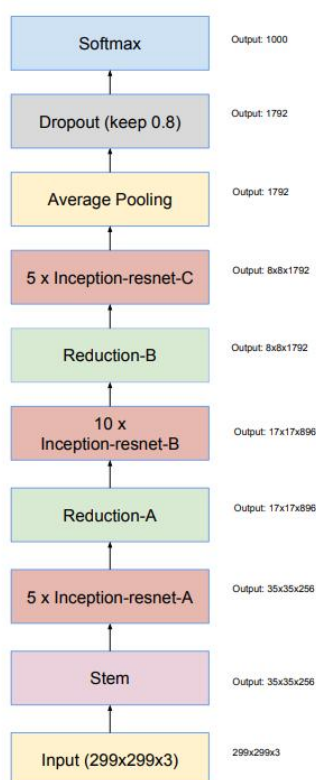 Softmax
Output: 1000
Dropout (keep 0.8)
Output: 1792
Average Pooling
Output: 1792
5 x Inception-resnet-C
Output: 8x8x1792
Reduction-B
Output: 8x8x1792
10 x
Inception-resnet-B
Output: 17x17x896
Reduction-A
Output: 17x17x896
5 x Inception-resnet-A
Output: 35x35x256
Stem
Output: 35x35x256
Input (299x299x3)
299x299x3